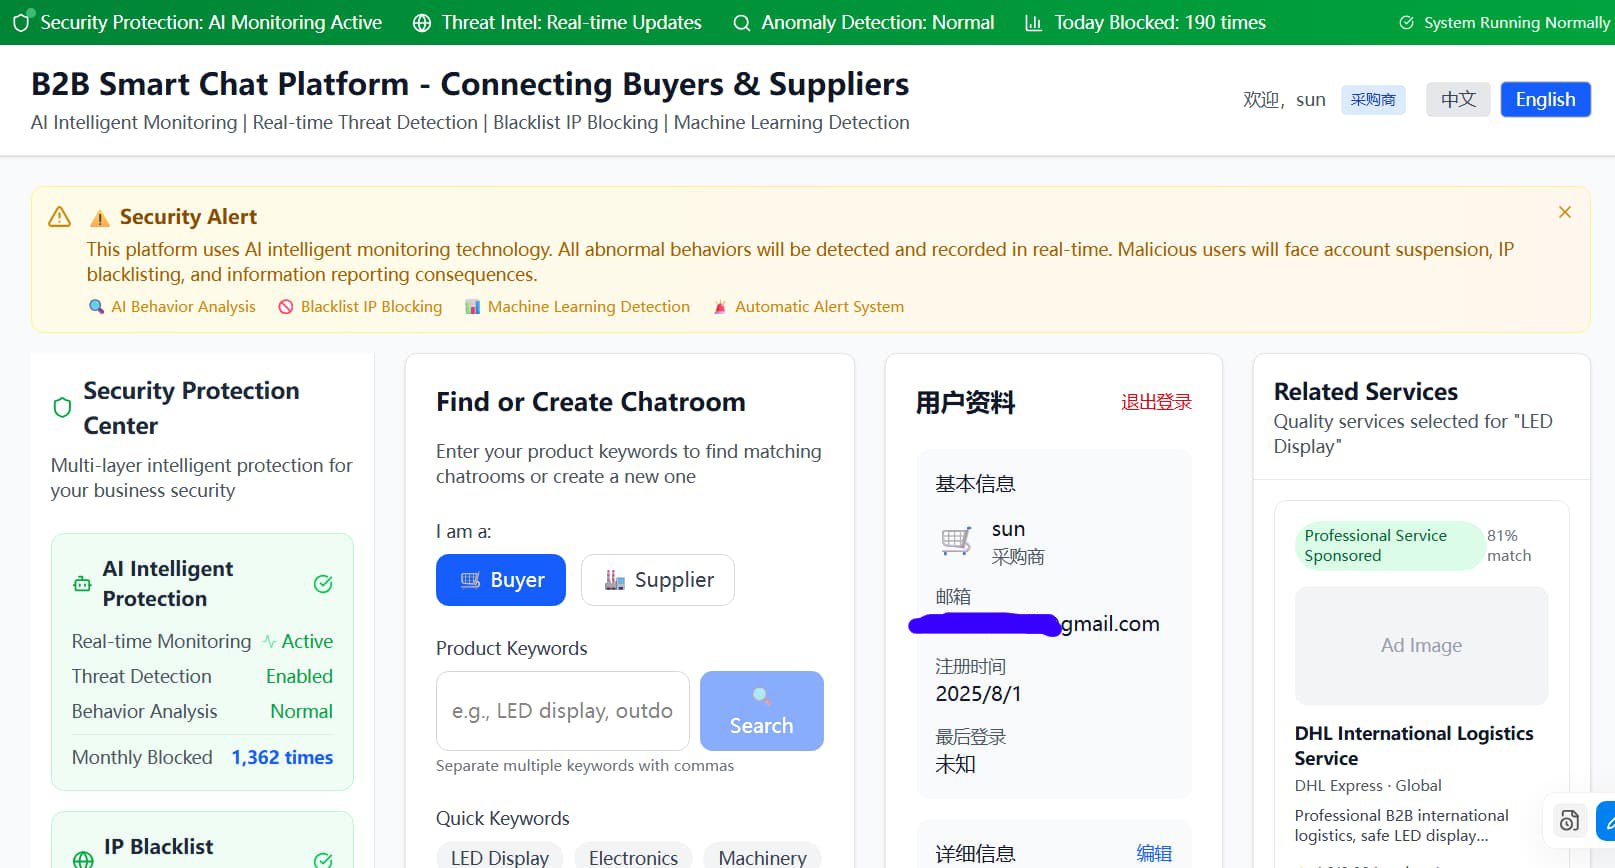 Security Protection: AI Monitoring Active
Threat Intel: Real-time Updates
Anomaly Detection: Normal
Today Blocked: 190 times
System Running Normally
B2B Smart Chat Platform - Connecting Buyers & Suppliers
AI Intelligent Monitoring | Real-time Threat Detection | Blacklist IP Blocking | Machine Learning Detection
欢迎, sun
采购商
中文
English
Security Alert
This platform uses AI intelligent monitoring technology. All abnormal behaviors will be detected and recorded in real-time. Malicious users will face account suspension, IP
blacklisting, and information reporting consequences.
AI Behavior Analysis
Blacklist IP Blocking
Machine Learning Detection
Automatic Alert System
Security Protection
Center
Multi-layer intelligent protection for
your business security
AI Intelligent
Protection
Real-time Monitoring Active
Threat Detection Enabled
Behavior Analysis Normal
Monthly Blocked 1,362 times
IP Blacklist
Find or Create Chatroom
Enter your product keywords to find matching
chatrooms or create a new one
I am a:
Buyer
Supplier
Product Keywords
e.g., LED display, outdo
Search
Separate multiple keywords with commas
Quick Keywords
LED Display
Electronics
Machinery
用户资料
退出登录
基本信息
sun
采购商
邮箱
gmail.com
注册时间
2025/8/1
最后登录
未知
详细信息
编辑
Related Services
Quality services selected for "LED
Display"
Professional Service
Sponsored
81%
match
Ad Image
DHL International Logistics
Service
DHL Express · Global
Professional B2B international
logistics, safe LED display...